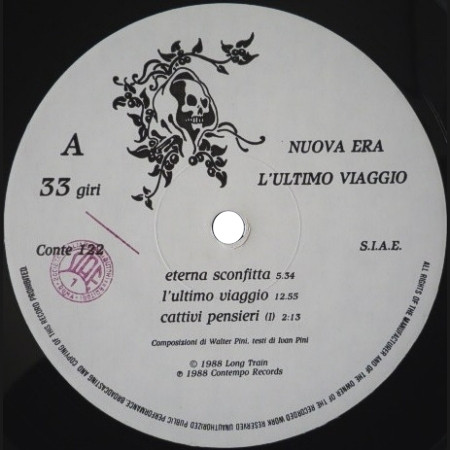 A
NUOVA ERA
33 giri
L'ULTIMO VIAGGIO
Conte 122
S.I.A.E.
eterna sconfitta 5.34
l'ultimo viaggio 12.55
cattivi pensieri (I) 2:13
Composizioni di Walter Pini, testi di Ivan Pini
© 1988 Long Train
℗ 1988 Contempo Records
ALL RIGHTS OF THE MANUFACTURER AND OF THE OWNER OF THE RECORDED WORK RESERVED UNAUTHORIZED PUBLIC PERFORMANCE, BROADCASTING AND COPYING OF THIS RECORD PROHIBITED.